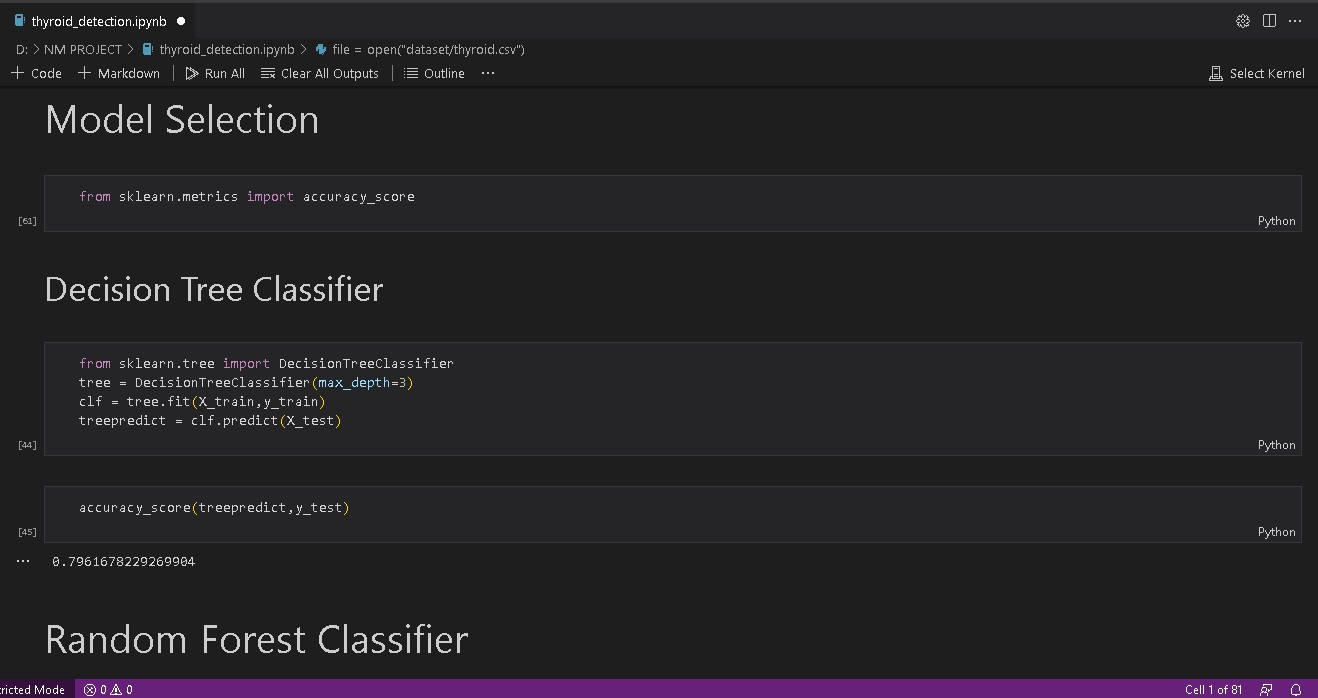 thyroid_detection.ipynb
D: > NM PROJECT > thyroid_detection.ipynb > file = open("dataset/thyroid.csv")
+ Code + Markdown Run All Clear All Outputs Outline ... Select Kernel
Model Selection
from sklearn.metrics import accuracy_score
[61]
Python
Decision Tree Classifier
from sklearn.tree import DecisionTreeClassifier
tree = DecisionTreeClassifier(max_depth=3)
clf = tree.fit(X_train,y_train)
treepredict = clf.predict(X_test)
[44]
Python
accuracy_score(treepredict,y_test)
[45]
Python
... 0.7961678229269904
Random Forest Classifier
ricted Mode 0 0 Cell 1 of 81